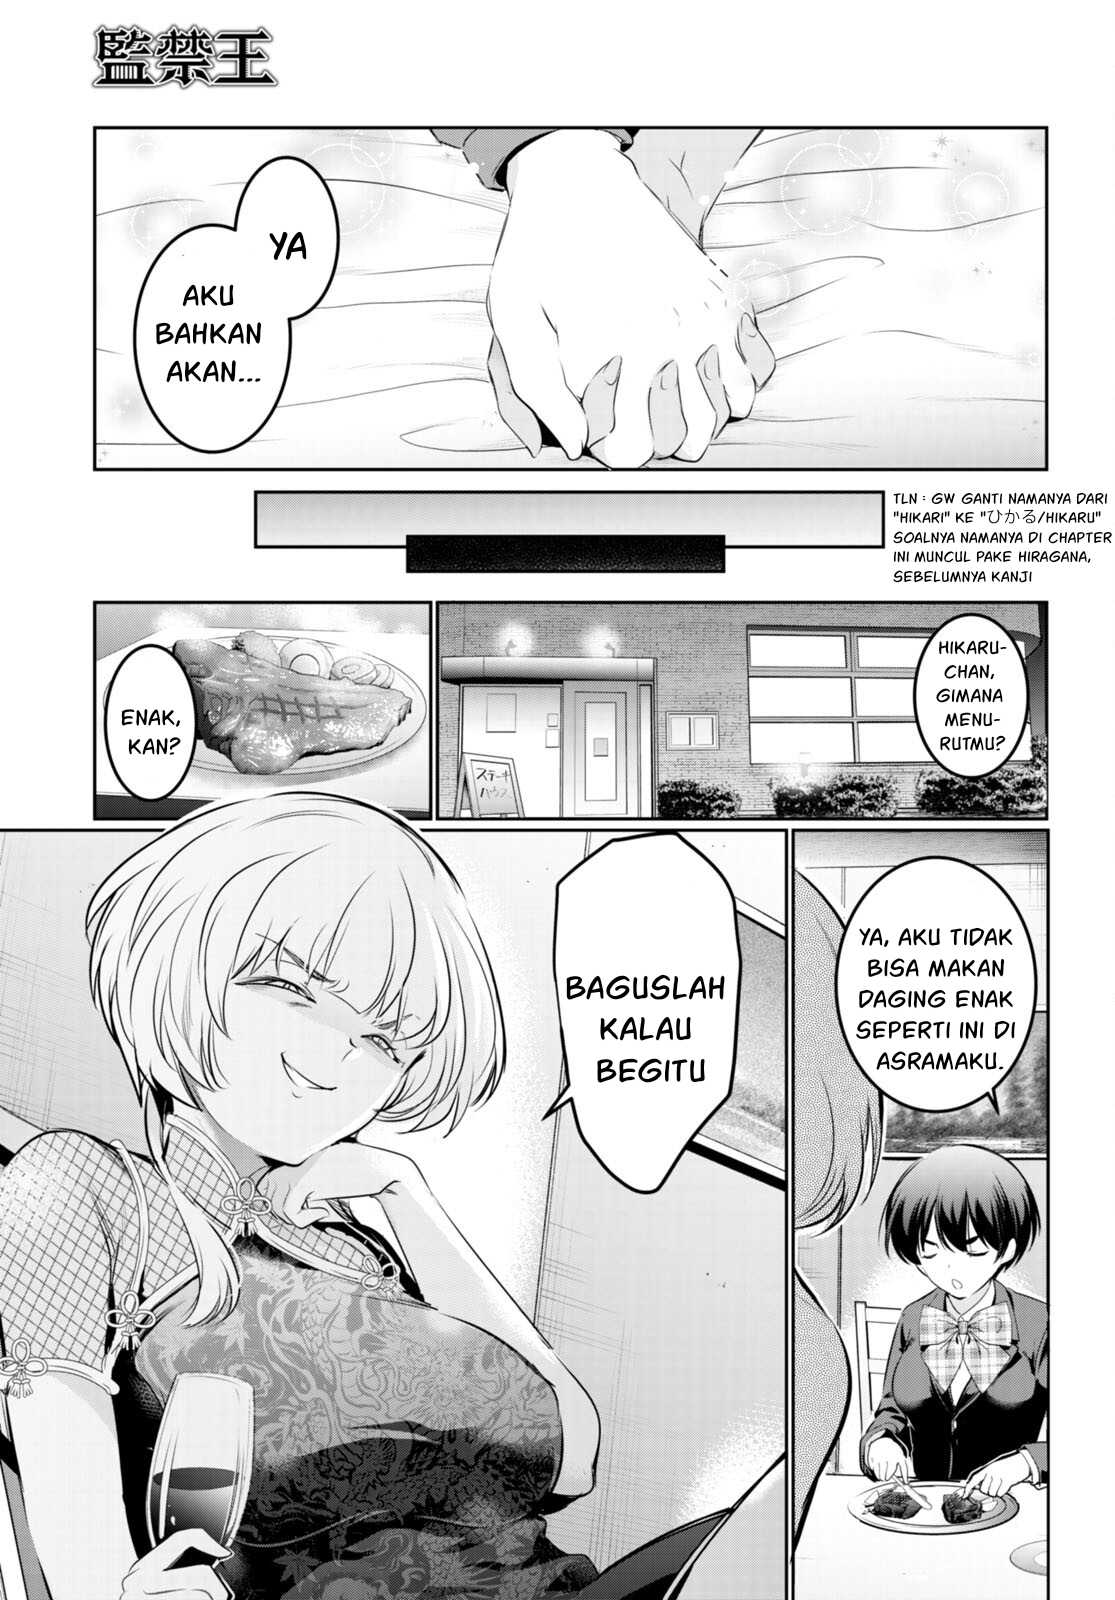 監禁王
YA
AKU
BAHKAN
AKAN...
TLN : GW GANTI NAMANYA DARI
"HIKARI" KE "ひかる/HIKARU"
SOALNYA NAMANYA DI CHAPTER
INI MUNCUL PAKE HIRAGANA,
SEBELUMNYA KANJI
HIKARU-
CHAN,
GIMANA
MENU-
RUTMU?
ステーキ
ハウス
ENAK,
KAN?
YA, AKU TIDAK
BISA MAKAN
DAGING ENAK
SEPERTI INI DI
ASRAMAKU.
BAGUSLAH
KALAU
BEGITU